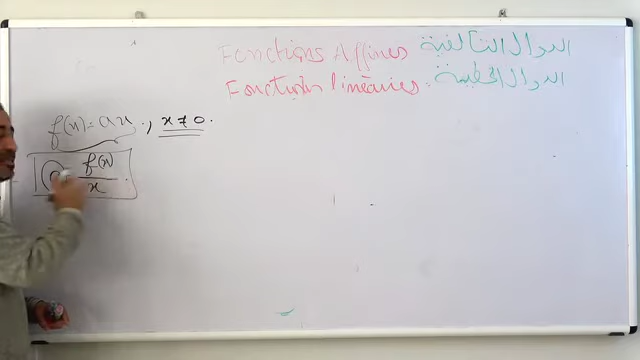 Fonctions Affines الدوال التآلفية
Fonctions linéaires الدوال الخطية
f(x) = ax , x ≠ 0.
a = f(x)/x